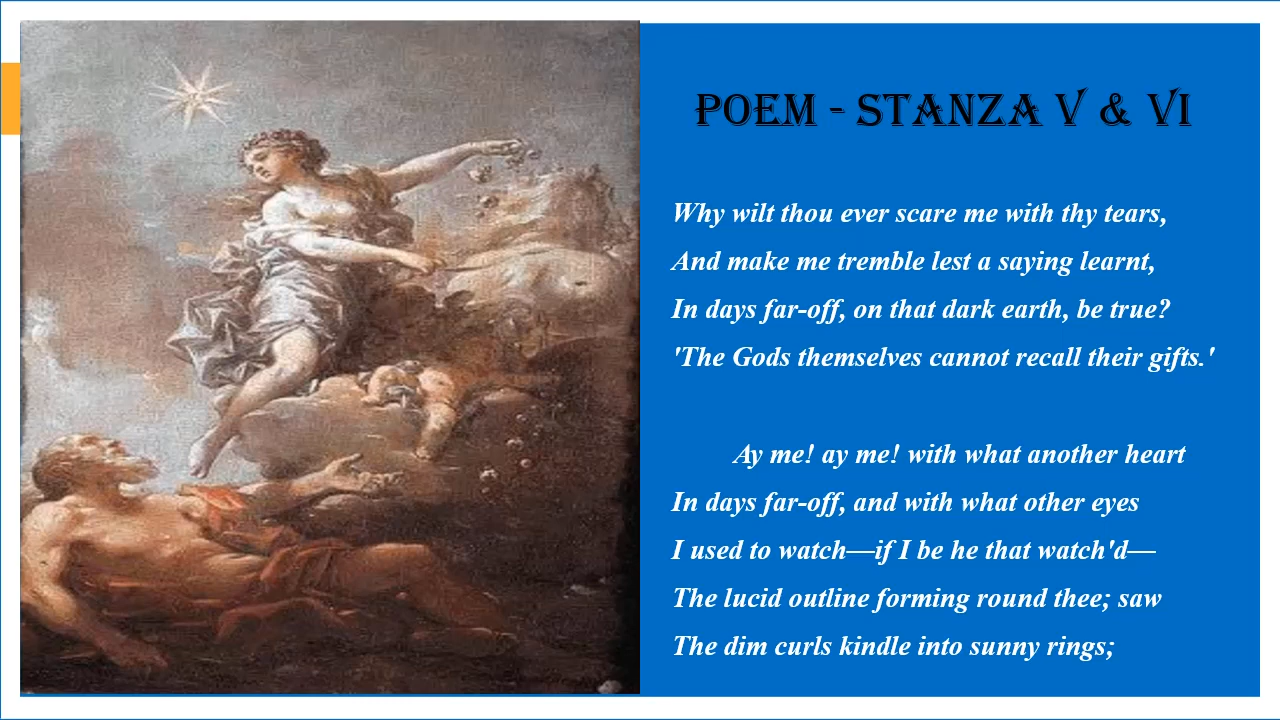 POEM - STANZA V & VI
Why wilt thou ever scare me with thy tears,
And make me tremble lest a saying learnt,
In days far-off, on that dark earth, be true?
'The Gods themselves cannot recall their gifts.'
Ay me! ay me! with what another heart
In days far-off, and with what other eyes
I used to watch—if I be he that watch'd—
The lucid outline forming round thee; saw
The dim curls kindle into sunny rings;